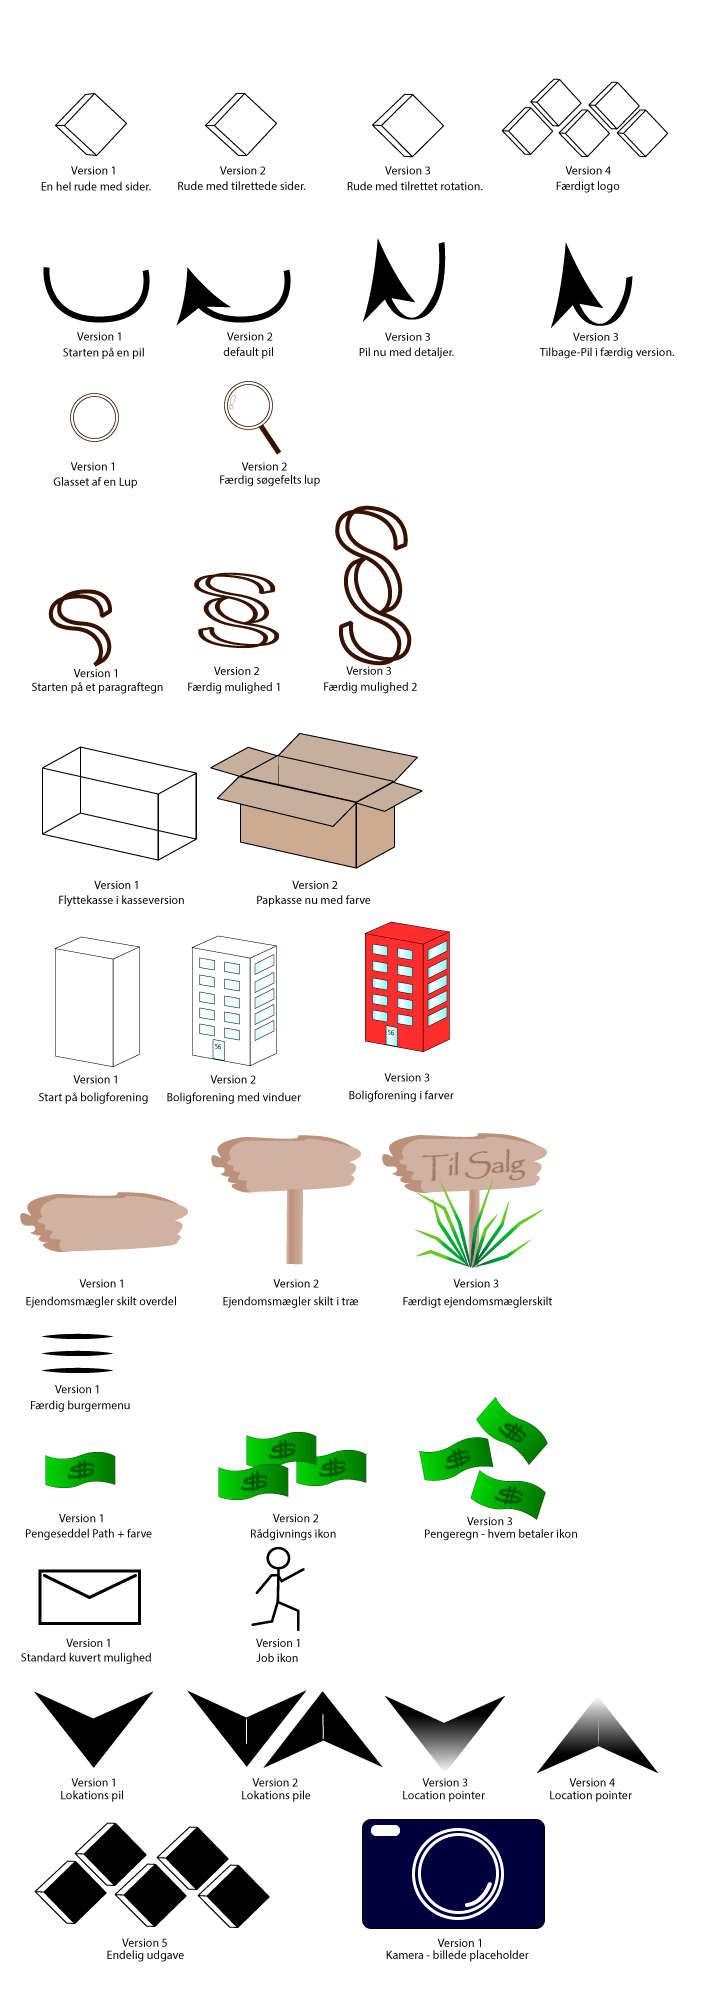 Version 1
En hel rude med sider.
Version 2
Rude med tilrettede sider.
Version 3
Rude med tilrettet rotation.
Version 4
Færdigt logo
Version 1
Starten på en pil
Version 2
default pil
Version 3
Pil nu med detaljer.
Version 3
Tilbage-Pil i færdig version.
Version 1
Glasset af en Lup
Version 2
Færdig søgefelts lup
§
§
Version 1
Starten på et paragraftegn
Version 2
Færdig mulighed 1
Version 3
Færdig mulighed 2
Version 1
Flyttekasse i kasseversion
Version 2
Papkasse nu med farve
56
56
Version 1
Start på boligforening
Version 2
Boligforening med vinduer
Version 3
Boligforening i farver
Til Salg
Version 1
Ejendomsmægler skilt overdel
Version 2
Ejendomsmægler skilt i træ
Version 3
Færdigt ejendomsmæglerskilt
Version 1
Færdig burgermenu
$
$
$
$
$
$
$
Version 1
Pengeseddel Path + farve
Version 2
Rådgivnings ikon
Version 3
Pengeregn - hvem betaler ikon
Version 1
Standard kuvert mulighed
Version 1
Job ikon
Version 1
Lokations pil
Version 2
Lokations pile
Version 3
Location pointer
Version 4
Location pointer
Version 5
Endelig udgave
Version 1
Kamera - billede placeholder